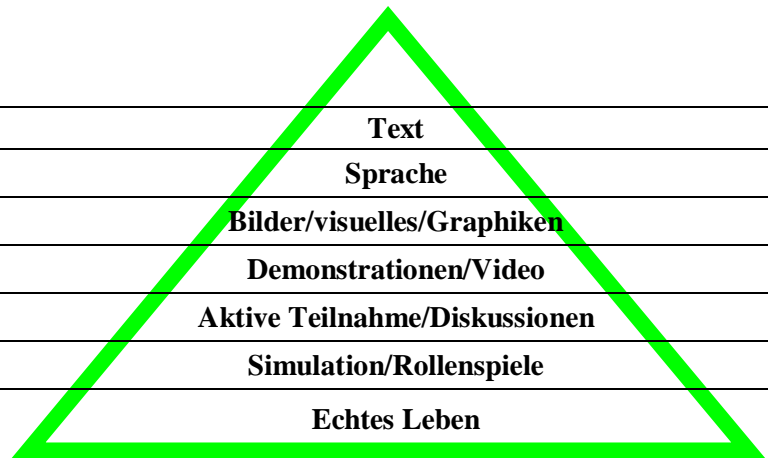 Text
Sprache
Bilder/visuelles/Graphiken
Demonstrationen/Video
Aktive Teilnahme/Diskussionen
Simulation/Rollenspiele
Echtes Leben